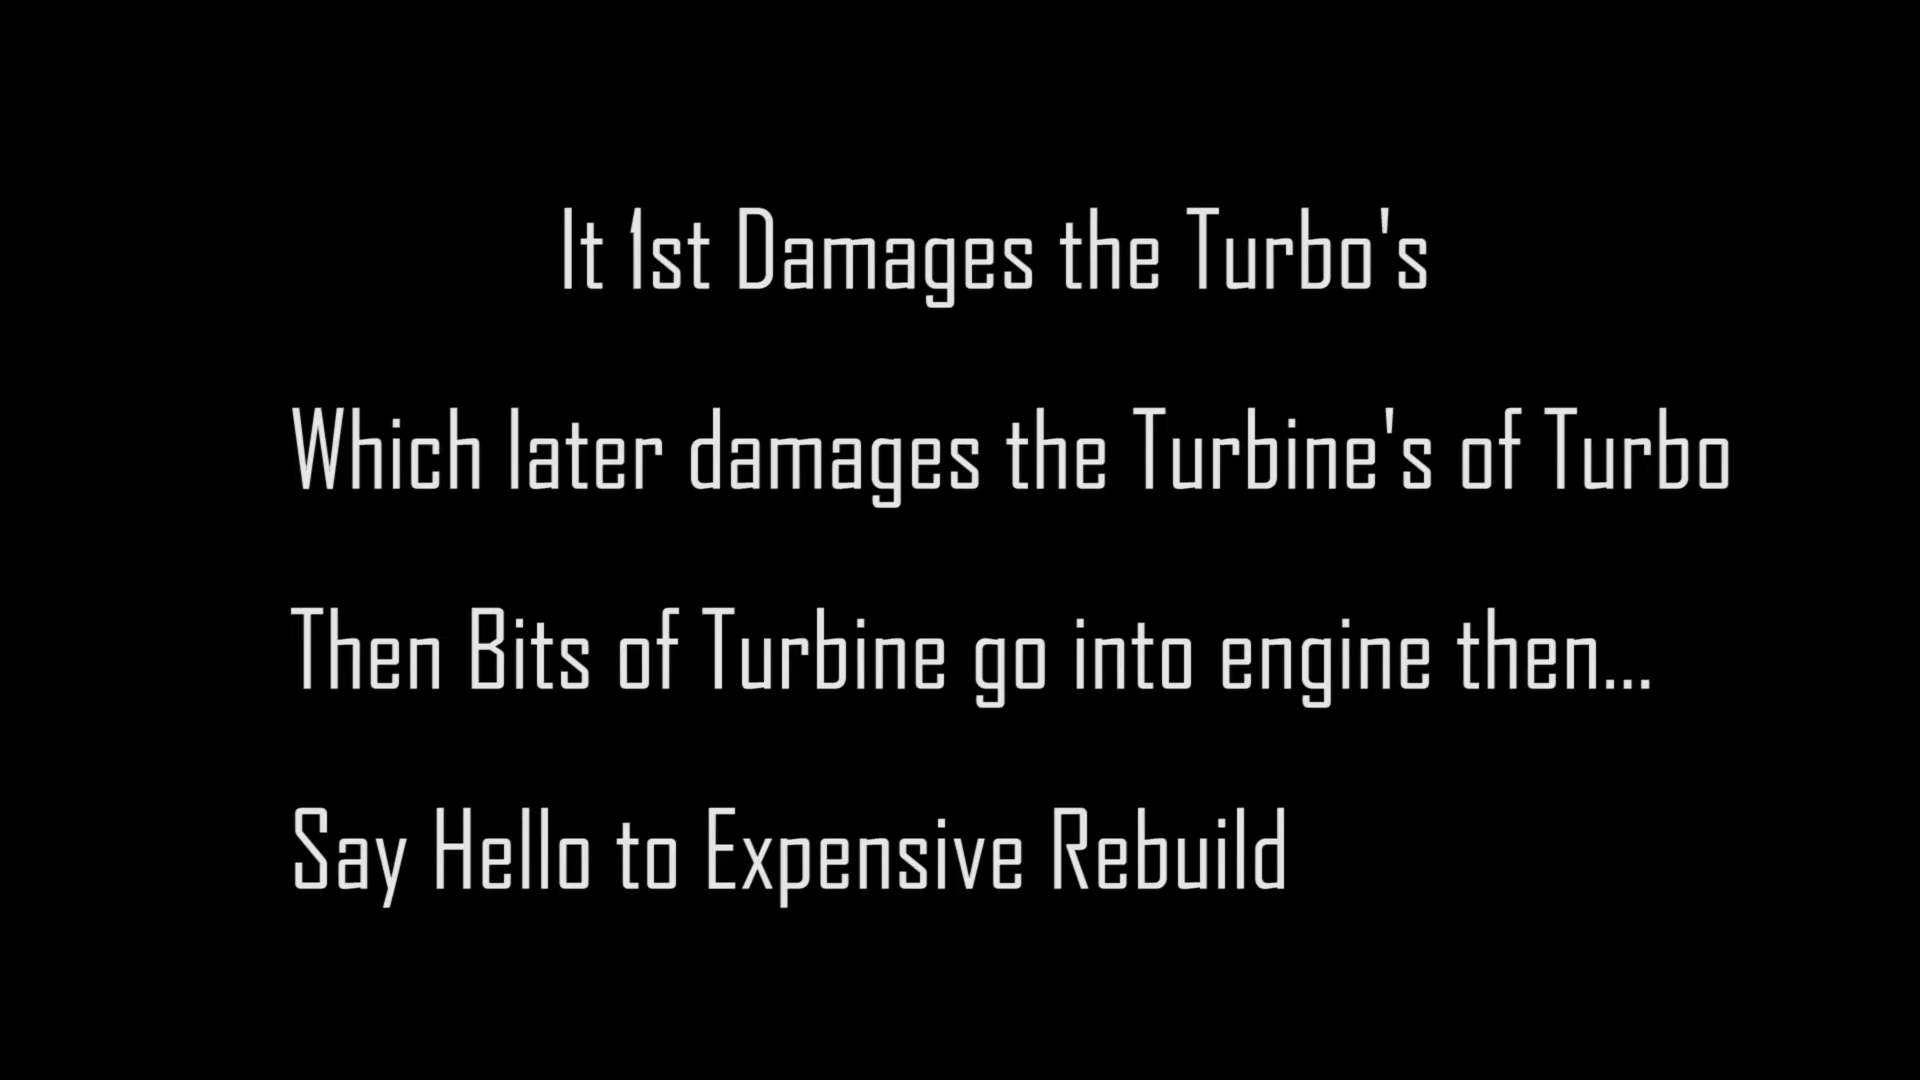 It 1st Damages the Turbo's
Which later damages the Turbine's of Turbo
Then Bits of Turbine go into engine then...
Say Hello to Expensive Rebuild